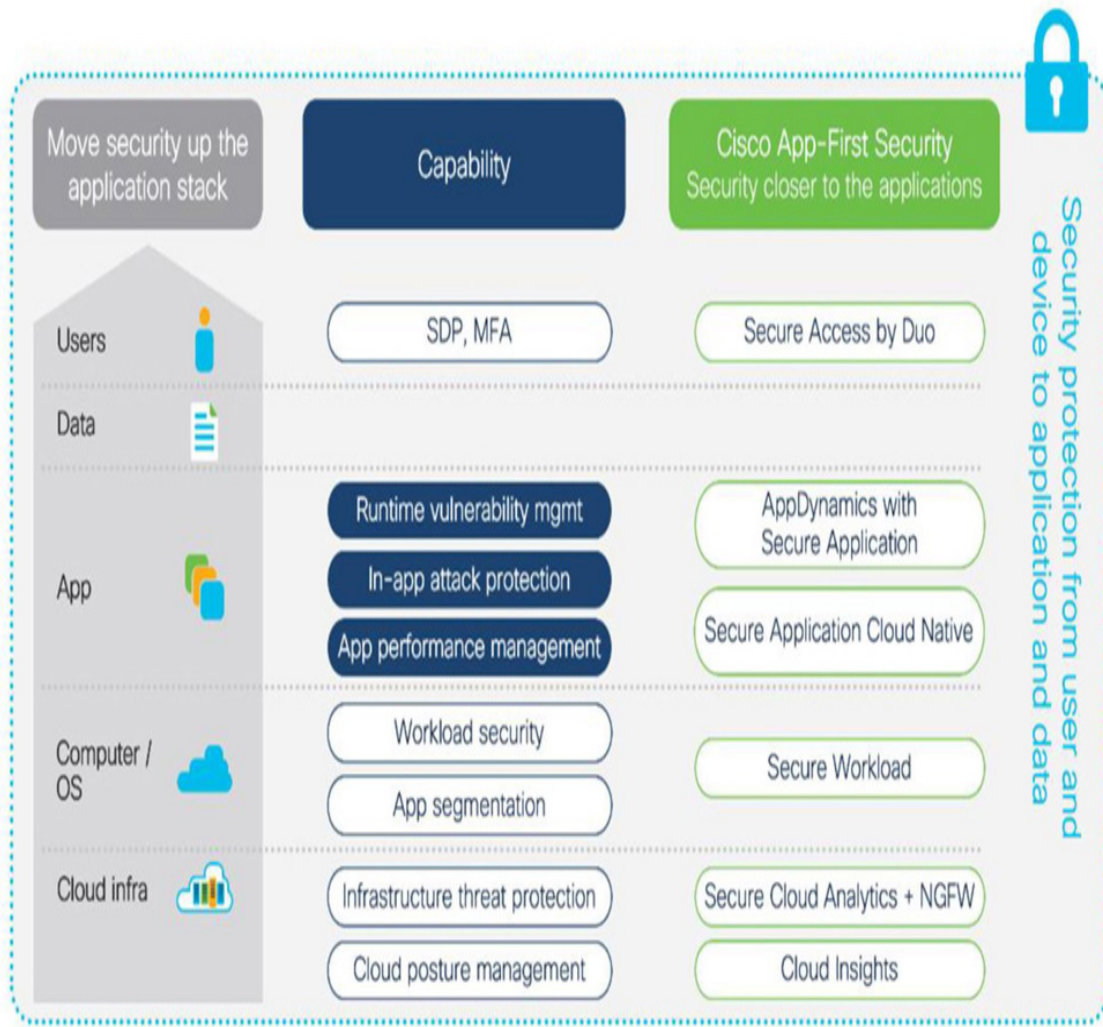 Move security up the
application stack
Capability
Cisco App-First Security
Security closer to the applications
Users
SDP, MFA
Secure Access by Duo
Data
App
Runtime vulnerability mgmt
In-app attack protection
App performance management
AppDynamics with
Secure Application
Secure Application Cloud Native
Computer /
OS
Workload security
App segmentation
Secure Workload
Cloud infra
Infrastructure threat protection
Cloud posture management
Secure Cloud Analytics + NGFW
Cloud Insights
Security protection from user and
device to application and data